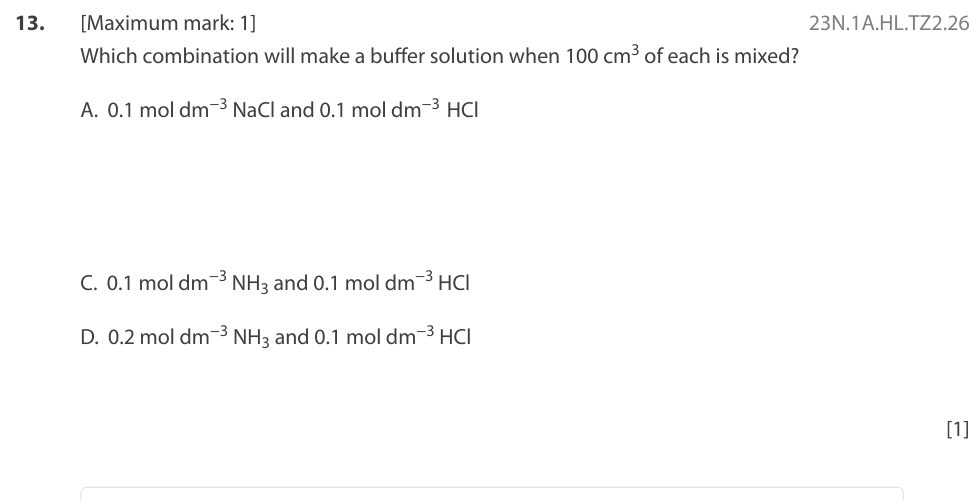 13. [Maximum mark: 1] 23N.1A.HL.TZ2.26
Which combination will make a buffer solution when 100 cm³ of each is mixed?
A. 0.1 mol dm⁻³ NaCl and 0.1 mol dm⁻³ HCl
C. 0.1 mol dm⁻³ NH₃ and 0.1 mol dm⁻³ HCl
D. 0.2 mol dm⁻³ NH₃ and 0.1 mol dm⁻³ HCl
[1]